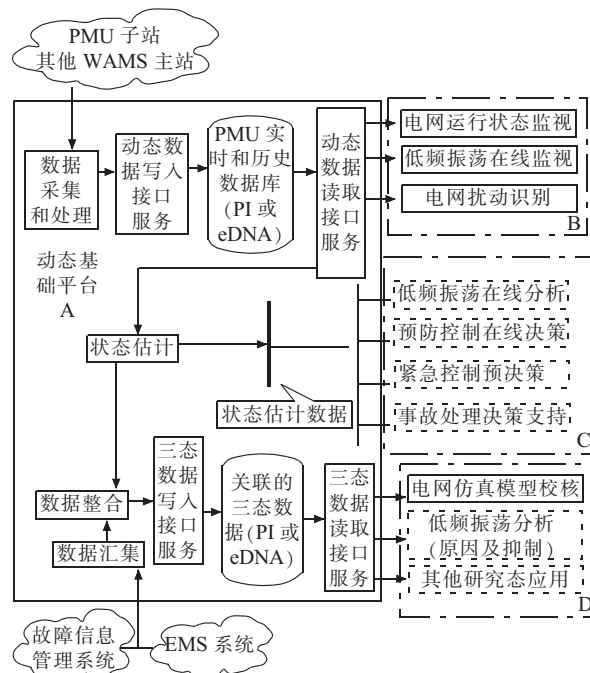 PMU 子站
其他 WAMS 主站
数据
采集
和处理
动态数
据写入
接口
服务
PMU 实
时和历史
数据库
(PI 或
eDNA)
动态
数据
读取
接口
服务
电网运行状态监视
低频振荡在线监视
电网扰动识别
B
动态基
础平台
A
状态估计
状态估计数据
低频振荡在线分析
预防控制在线决策
紧急控制预决策
事故处理决策支持
C
数据整合
数据汇集
三态
数据
写入
接口
服务
关联的
三态数
据(PI 或
eDNA)
三态
数据
读取
接口
服务
电网仿真模型校核
低频振荡分析
(原因及抑制)
其他研究态应用
D
故障信息
管理系统
EMS 系统